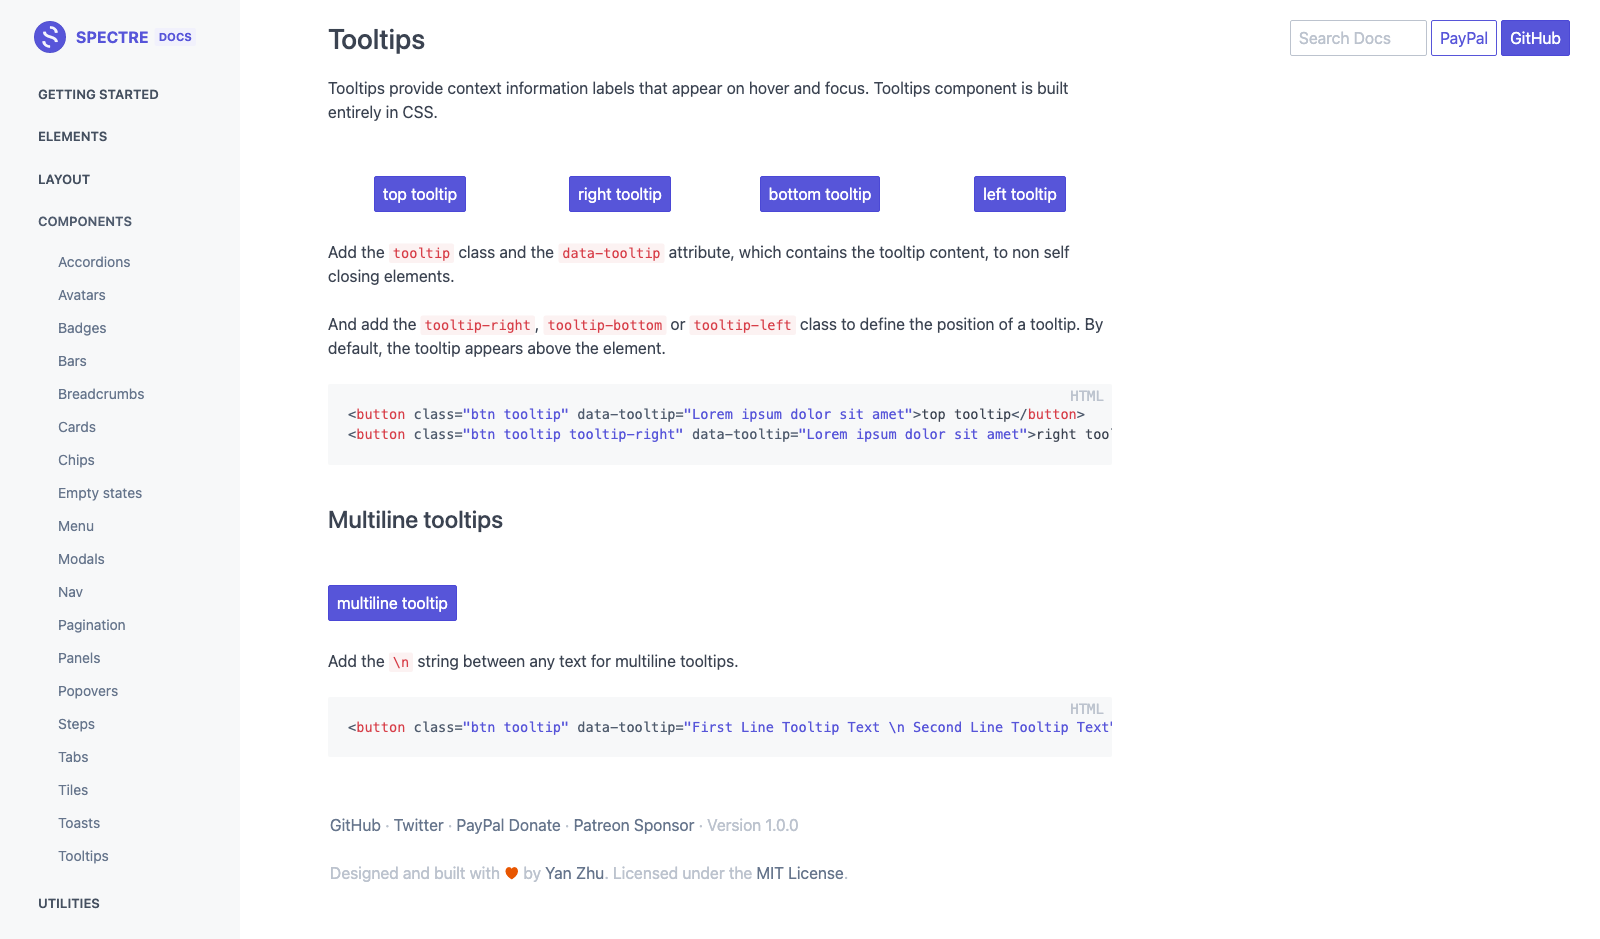 SPECTRE DOCS
GETTING STARTED
ELEMENTS
LAYOUT
COMPONENTS
Accordions
Avatars
Badges
Bars
Breadcrumbs
Cards
Chips
Empty states
Menu
Modals
Nav
Pagination
Panels
Popovers
Steps
Tabs
Tiles
Toasts
Tooltips
UTILITIES
Search Docs PayPal GitHub
Tooltips
Tooltips provide context information labels that appear on hover and focus. Tooltips component is built
entirely in CSS.
top tooltip right tooltip bottom tooltip left tooltip
Add the tooltip class and the data-tooltip attribute, which contains the tooltip content, to non self
closing elements.
And add the tooltip-right, tooltip-bottom or tooltip-left class to define the position of a tooltip. By
default, the tooltip appears above the element.
HTML
<button class="btn tooltip" data-tooltip="Lorem ipsum dolor sit amet">top tooltip</button>
<button class="btn tooltip tooltip-right" data-tooltip="Lorem ipsum dolor sit amet">right tool
Multiline tooltips
multiline tooltip
Add the \n string between any text for multiline tooltips.
HTML
<button class="btn tooltip" data-tooltip="First Line Tooltip Text \n Second Line Tooltip Text"
GitHub · Twitter · PayPal Donate · Patreon Sponsor · Version 1.0.0
Designed and built with ♥ by Yan Zhu. Licensed under the MIT License.